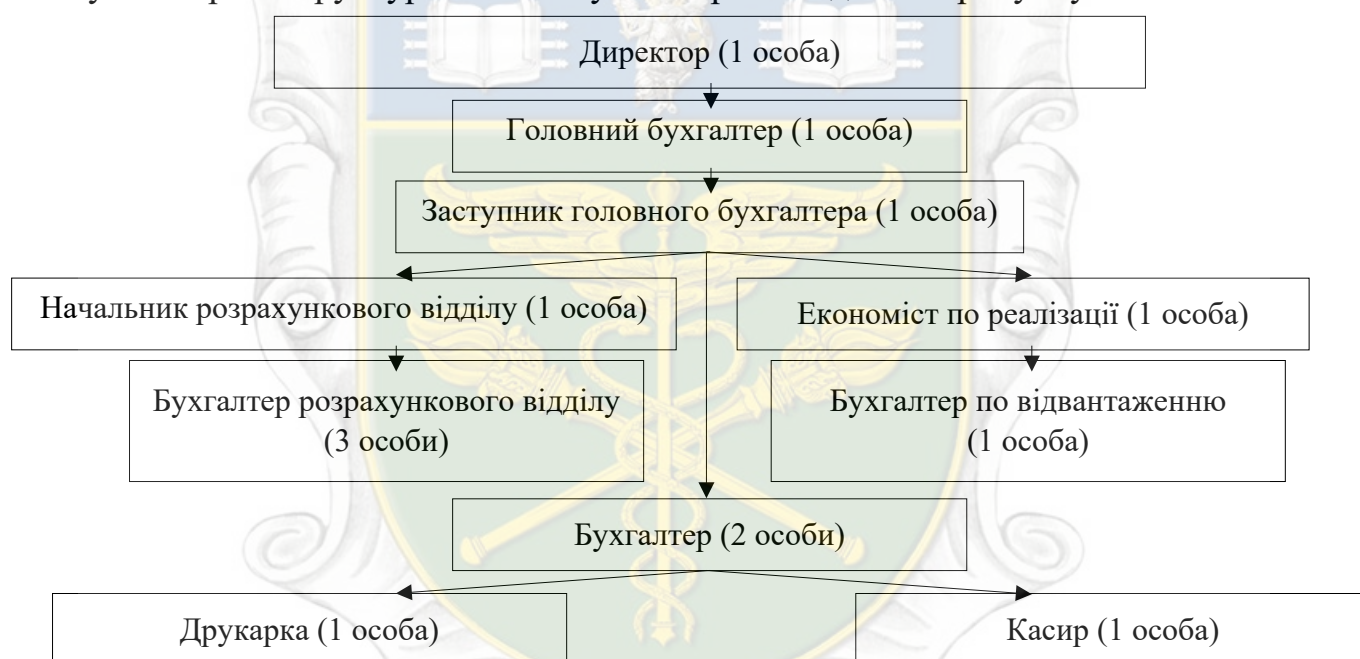 Директор (1 особа)
Головний бухгалтер (1 особа)
Заступник головного бухгалтера (1 особа)
Начальник розрахункового відділу (1 особа)
Економіст по реалізації (1 особа)
Бухгалтер розрахункового відділу
(3 особи)
Бухгалтер по відвантаженню
(1 особа)
Бухгалтер (2 особи)
Друкарка (1 особа)
Касир (1 особа)